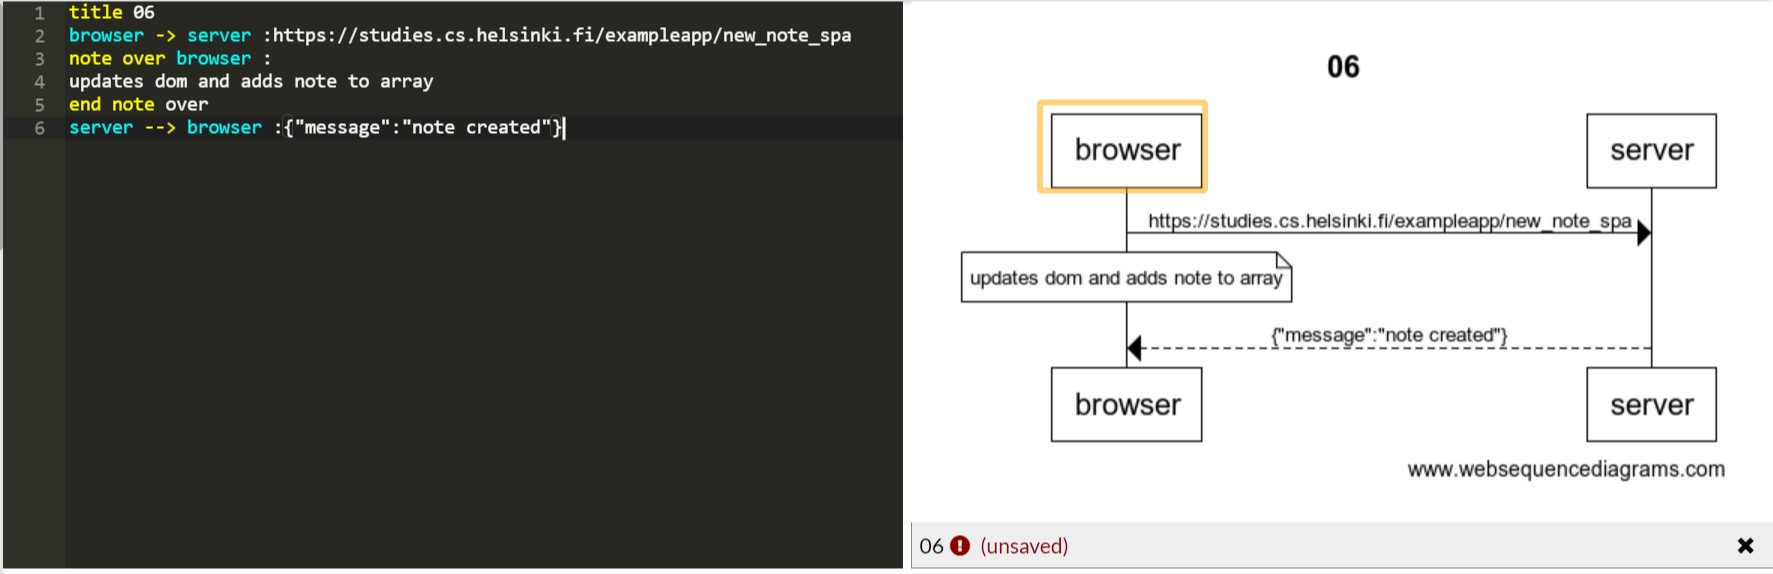 1 title 06
2 browser -> server :https://studies.cs.helsinki.fi/exampleapp/new_note_spa
3 note over browser :
4 updates dom and adds note to array
5 end note over
6 server --> browser :{"message":"note created"}
06
browser
server
https://studies.cs.helsinki.fi/exampleapp/new_note_spa
updates dom and adds note to array
{"message":"note created"}
browser
server
www.websequencediagrams.com
06 (unsaved)